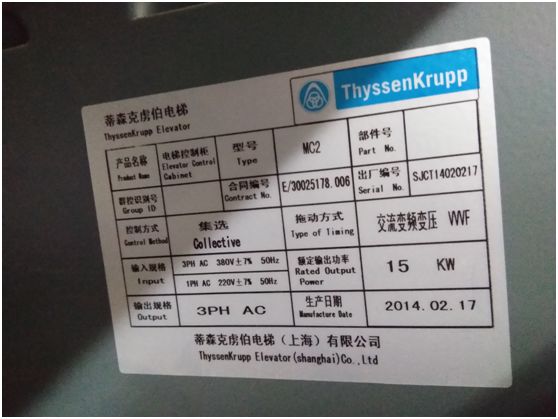 ThyssenKrupp
蒂森克虏伯电梯
ThyssenKrupp Elevator
产品名称 电梯控制柜 型号 MC2 部件号
Product Name Elevator Control Cabinet Type Part No.
群控识别号 合同编号 E/30025178.006 出厂编号 SJCT14020217
Group ID Contract No. Serial No.
控制方式 集选 拖动方式 交流变频变压 VVVF
Control Method Collective Type of Timing
输入规格 3PH AC 380V±7% 50Hz 额定输出功率 15 KW
Input 1PH AC 220V±7% 50Hz Rated Output Power
输出规格 3PH AC 生产日期 2014.02.17
Output Manufacture Date
蒂森克虏伯电梯（上海）有限公司
ThyssenKrupp Elevator(shanghai)Co.,Ltd